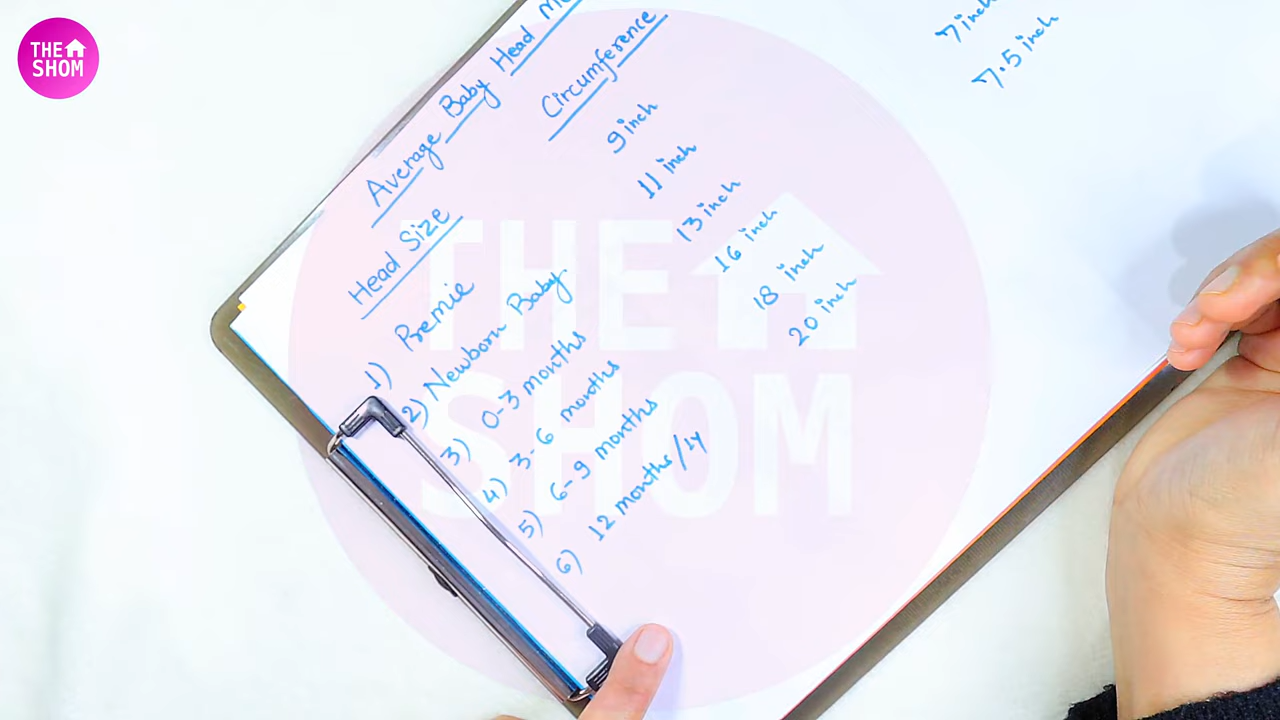 THE
SHOM
Average Baby Head
Head Size Circumference
1) Premie 9 inch
2) Newborn Baby 11 inch
3) 0-3 months 13 inch
4) 3-6 months 16 inch
5) 6-9 months 18 inch
6) 12 months/1y 20 inch
7 inch
7.5 inch
THE
SHOM